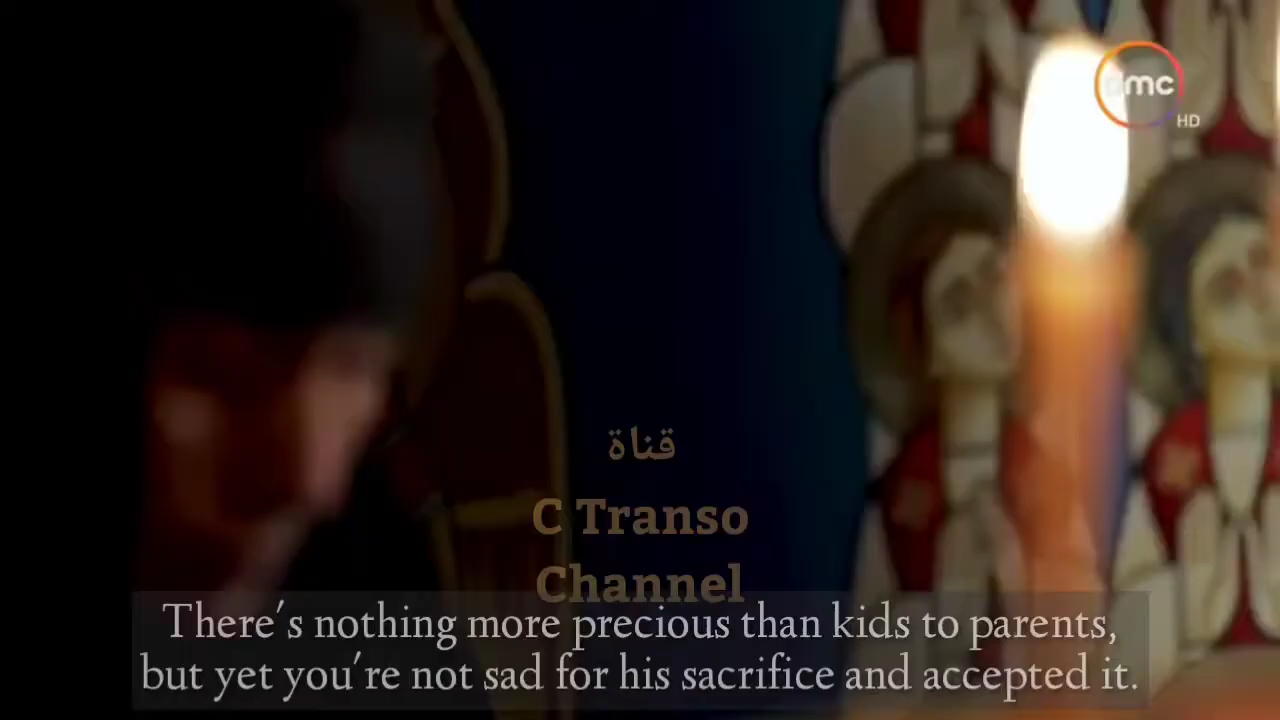 dmc
HD
قناة
C Transo
Channel
There's nothing more precious than kids to parents,
but yet you're not sad for his sacrifice and accepted it.